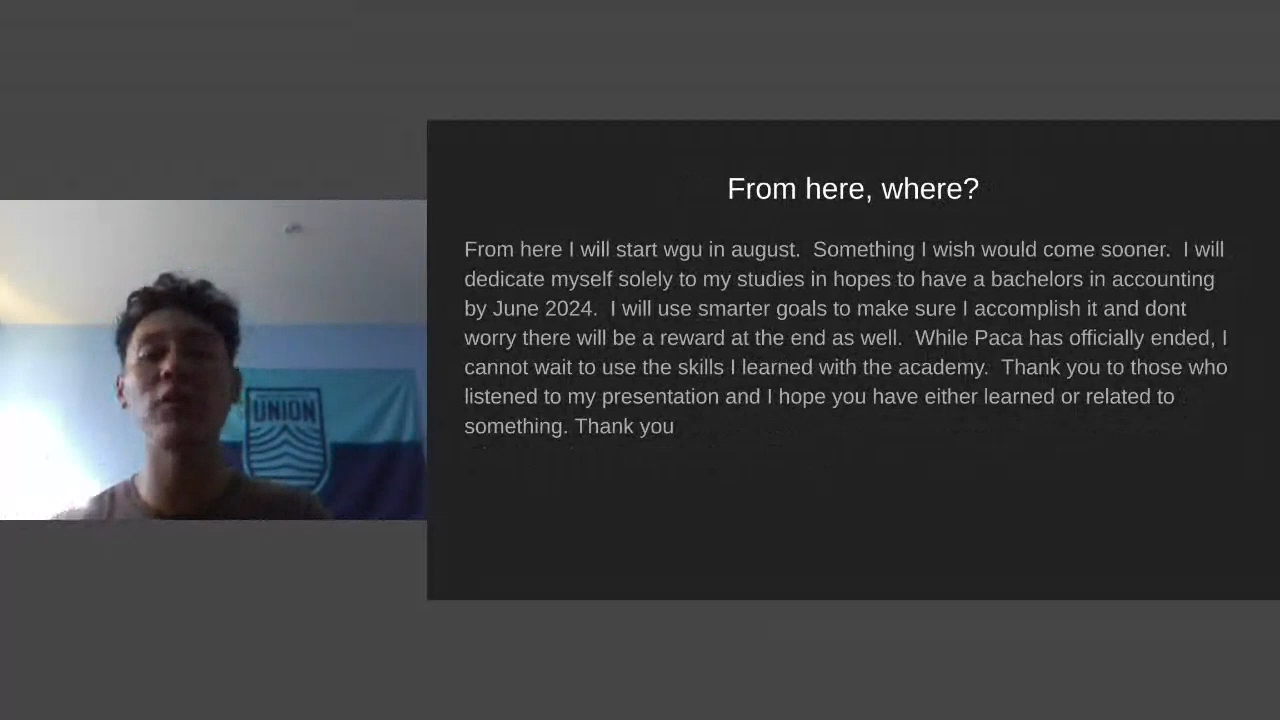 From here, where?
From here I will start wgu in august.  Something I wish would come sooner.  I will
dedicate myself solely to my studies in hopes to have a bachelors in accounting
by June 2024.  I will use smarter goals to make sure I accomplish it and dont
worry there will be a reward at the end as well.  While Paca has officially ended, I
cannot wait to use the skills I learned with the academy.  Thank you to those who
listened to my presentation and I hope you have either learned or related to
something. Thank you
UNION